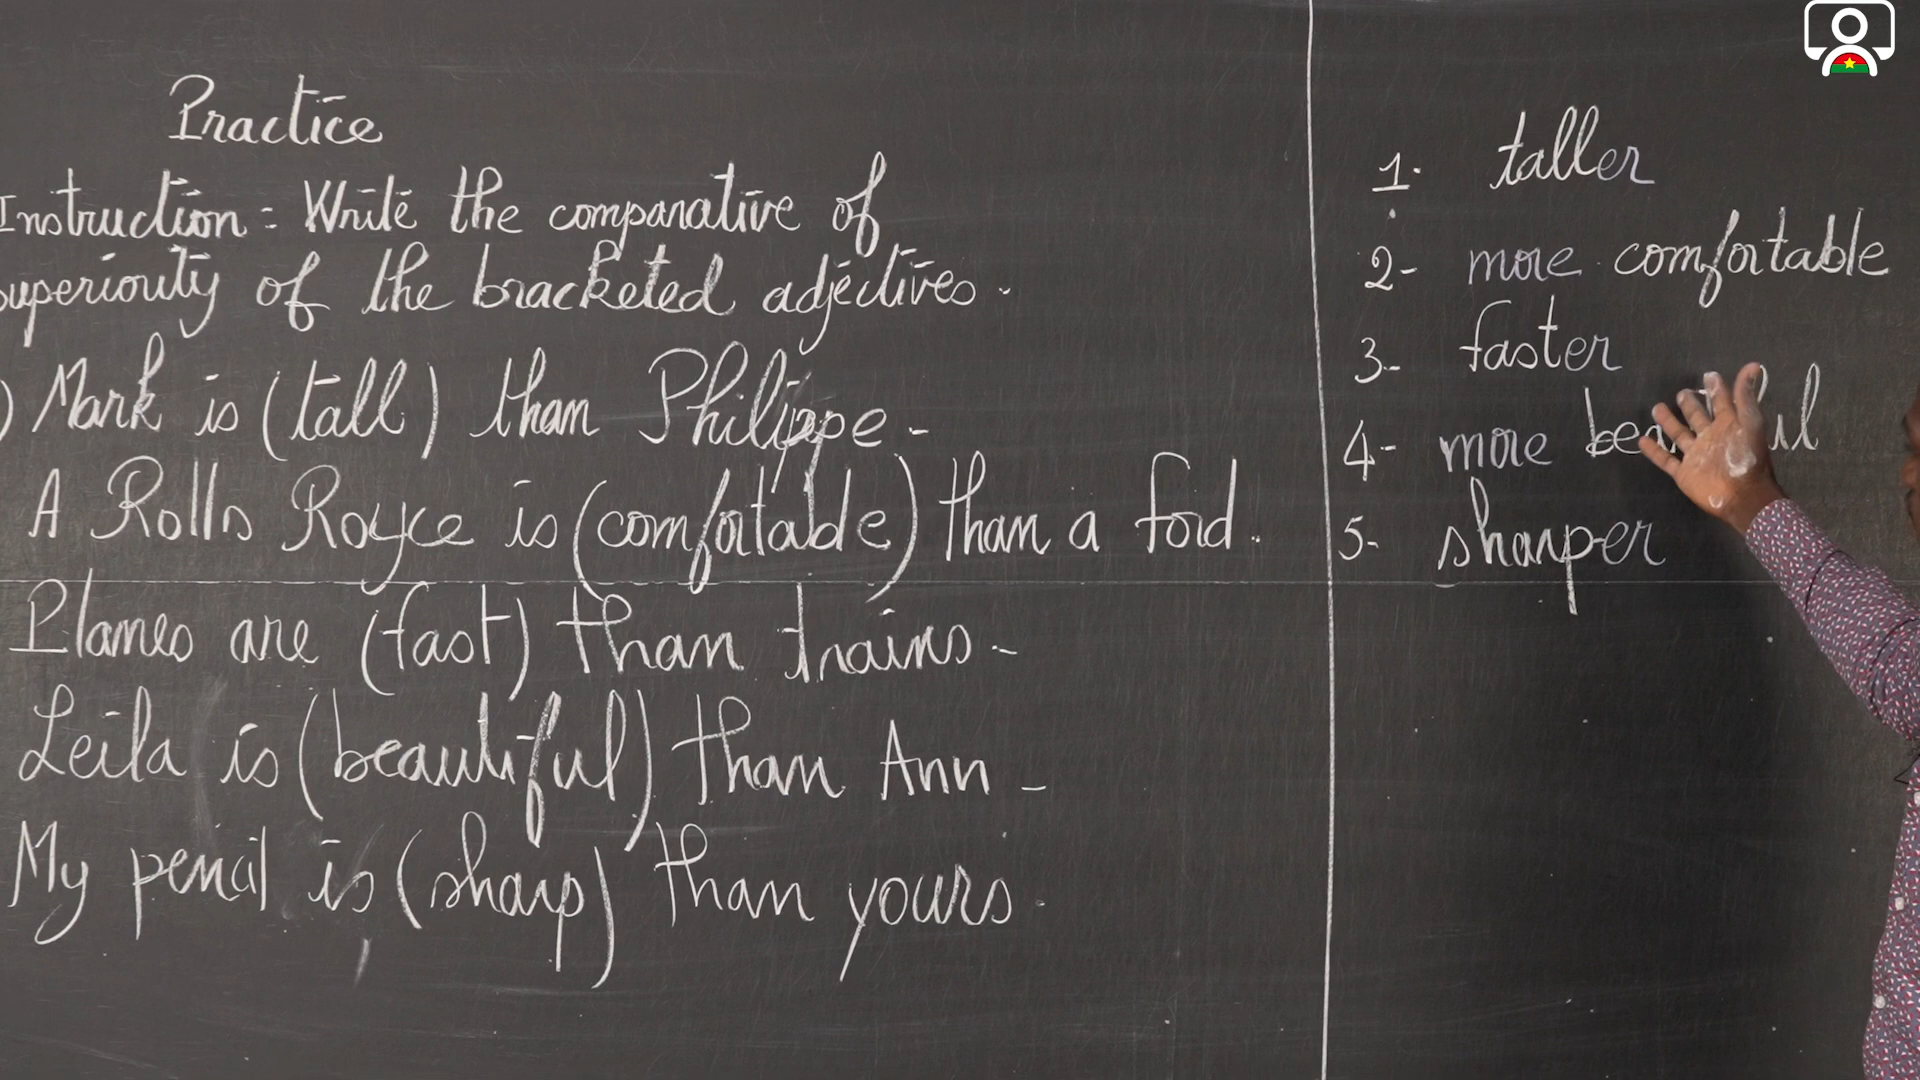 Practice
Instruction: Write the comparative of
superiority of the bracketed adjectives.
) Mark is (tall) than Philippe.
A Rolls Royce is (comfortable) than a ford.
Planes are (fast) than trains.
Leila is (beautiful) than Ann.
My pencil is (sharp) than yours.
1. taller
2- more comfortable
3- faster
4- more
5- sharper